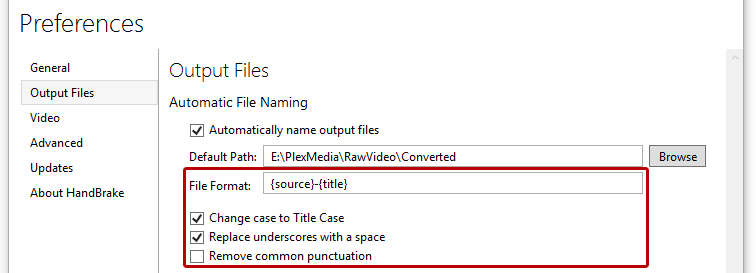 Preferences
General
Output Files
Video
Advanced
Updates
About HandBrake
Output Files
Automatic File Naming
Automatically name output files
Default Path: E:\PlexMedia\RawVideo\Converted Browse
File Format: {source}-{title}
Change case to Title Case
Replace underscores with a space
Remove common punctuation